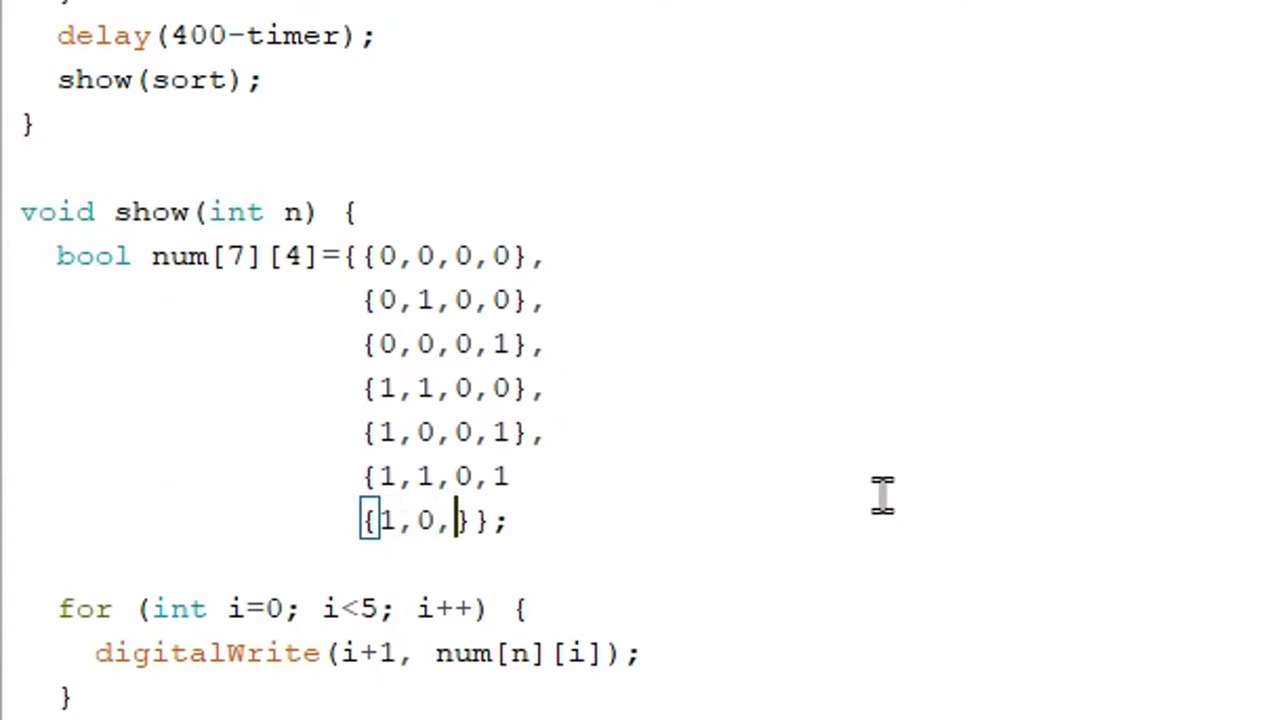 }
delay(400-timer);
show(sort);
}
void show(int n) {
bool num[7][4]={{0,0,0,0},
{0,1,0,0},
{0,0,0,1},
{1,1,0,0},
{1,0,0,1},
{1,1,0,1
{1,0,}};
for (int i=0; i<5; i++) {
digitalWrite(i+1, num[n][i]);
}